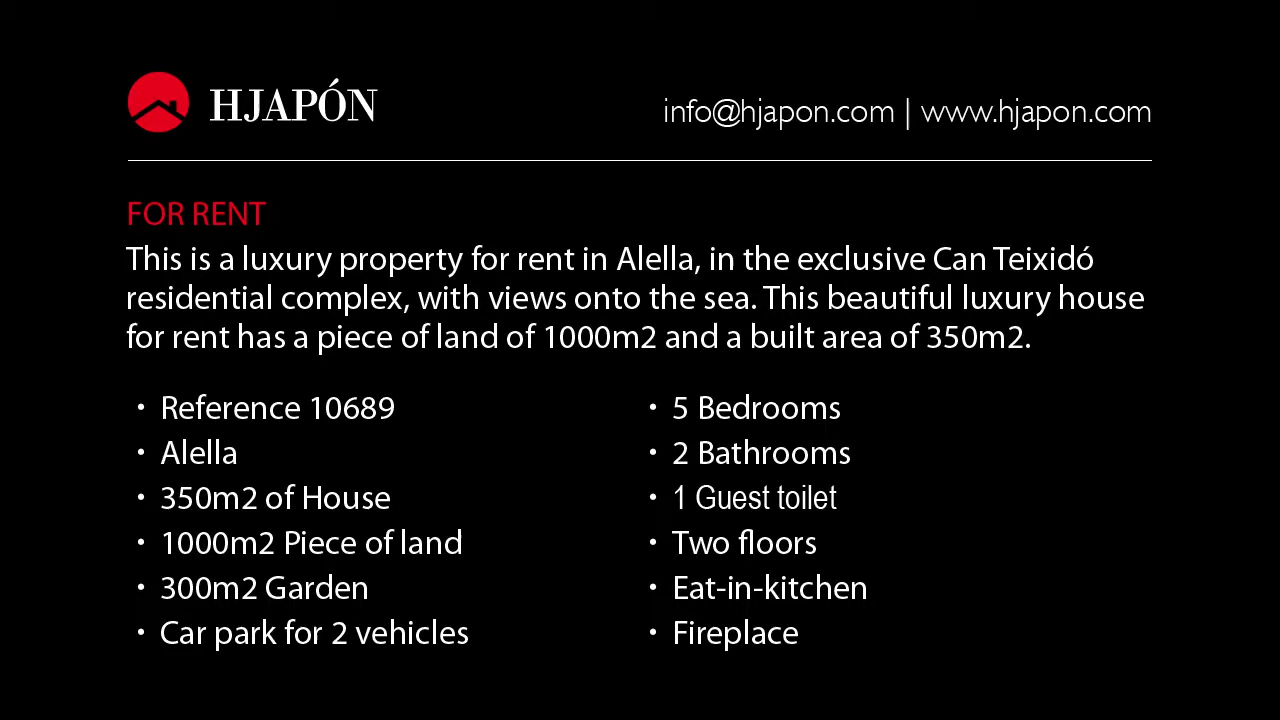 HJAPÓN
info@hjapon.com | www.hjapon.com
FOR RENT
This is a luxury property for rent in Alella, in the exclusive Can Teixidó
residential complex, with views onto the sea. This beautiful luxury house
for rent has a piece of land of 1000m2 and a built area of 350m2.
• Reference 10689
• Alella
• 350m2 of House
• 1000m2 Piece of land
• 300m2 Garden
• Car park for 2 vehicles
• 5 Bedrooms
• 2 Bathrooms
• 1 Guest toilet
• Two floors
• Eat-in-kitchen
• Fireplace